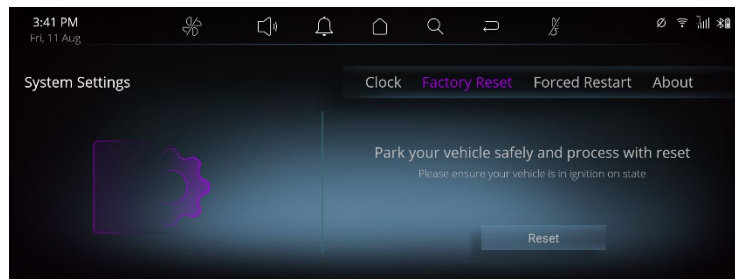 3:41 PM
Fri, 11 Aug
System Settings
Clock Factory Reset Forced Restart About
Park your vehicle safely and process with reset
Please ensure your vehicle is in ignition on state
Reset